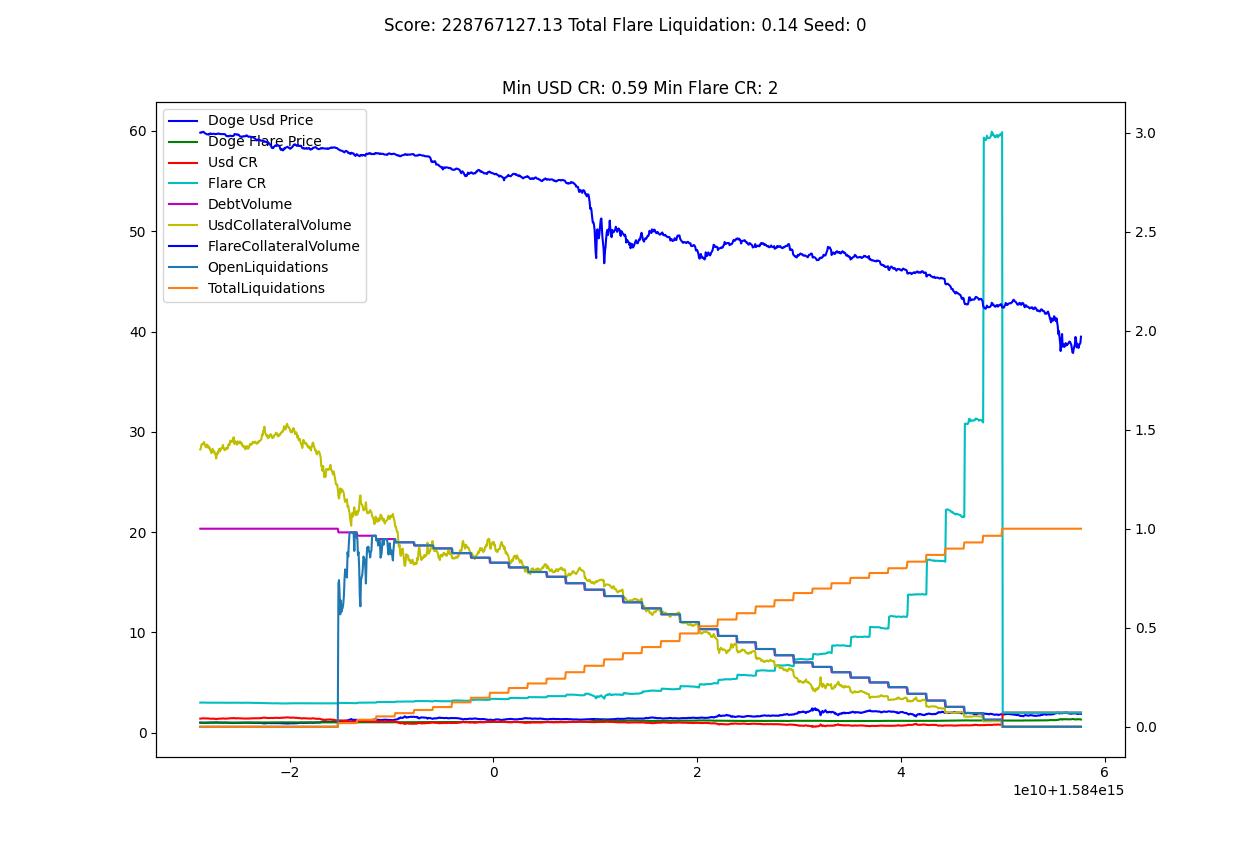 Score: 228767127.13 Total Flare Liquidation: 0.14 Seed: 0
Min USD CR: 0.59 Min Flare CR: 2
Doge Usd Price
Doge Flare Price
Usd CR
Flare CR
DebtVolume
UsdCollateralVolume
FlareCollateralVolume
OpenLiquidations
TotalLiquidations
60
50
40
30
20
10
0
3.0
2.5
2.0
1.5
1.0
0.5
0.0
−2
0
2
4
6
1e10+1.584e15